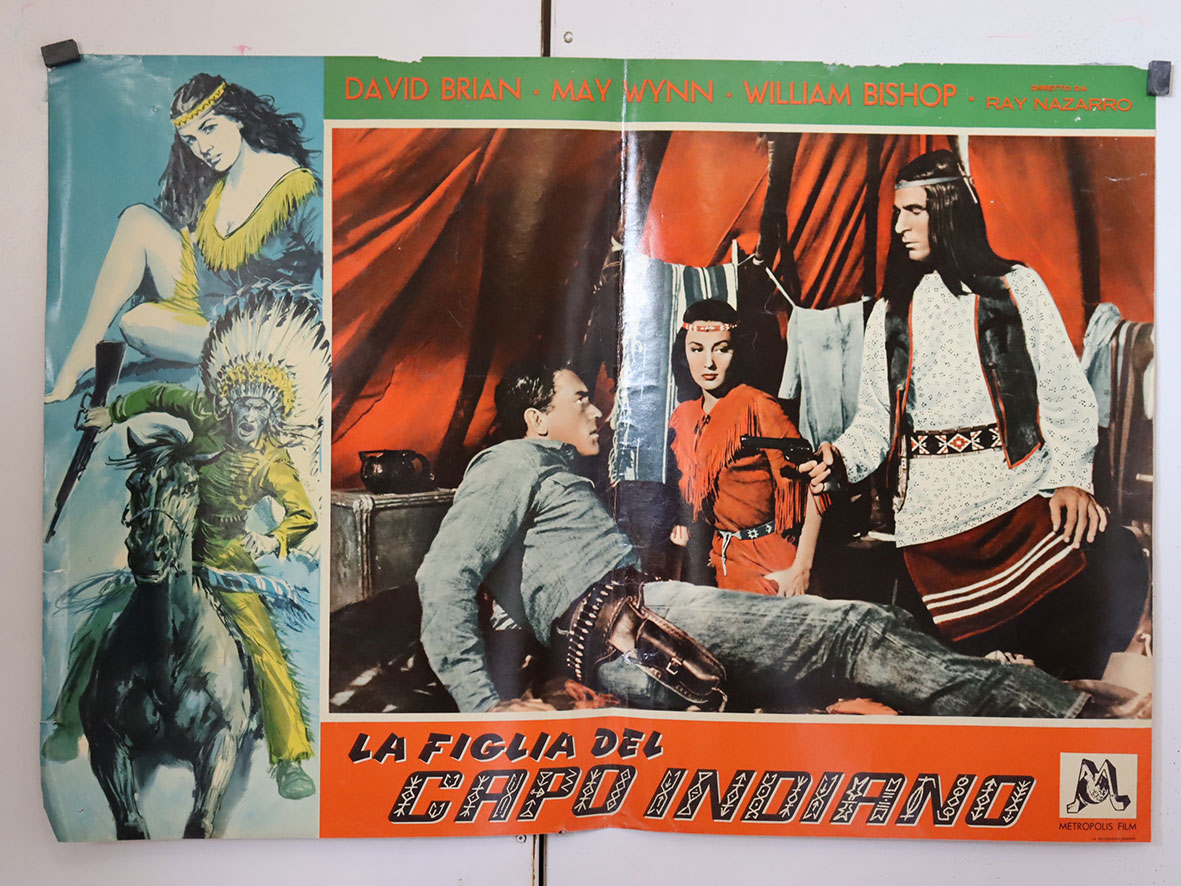 DAVID BRIAN · MAY WYNN · WILLIAM BISHOP ·
DIRETTO DA
RAY NAZARRO
LA FIGLIA DEL
CAPO INDIANO
METROPOLIS FILM